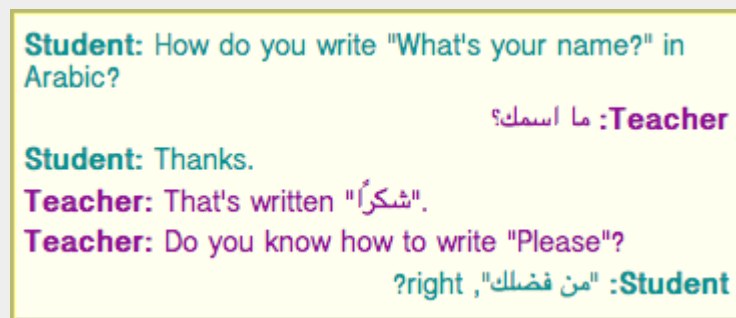 Student: How do you write "What's your name?" in
Arabic?
Teacher: ما اسمك؟
Student: Thanks.
Teacher: That's written "شكرًا".
Teacher: Do you know how to write "Please"?
Student: "من فضلك", right?